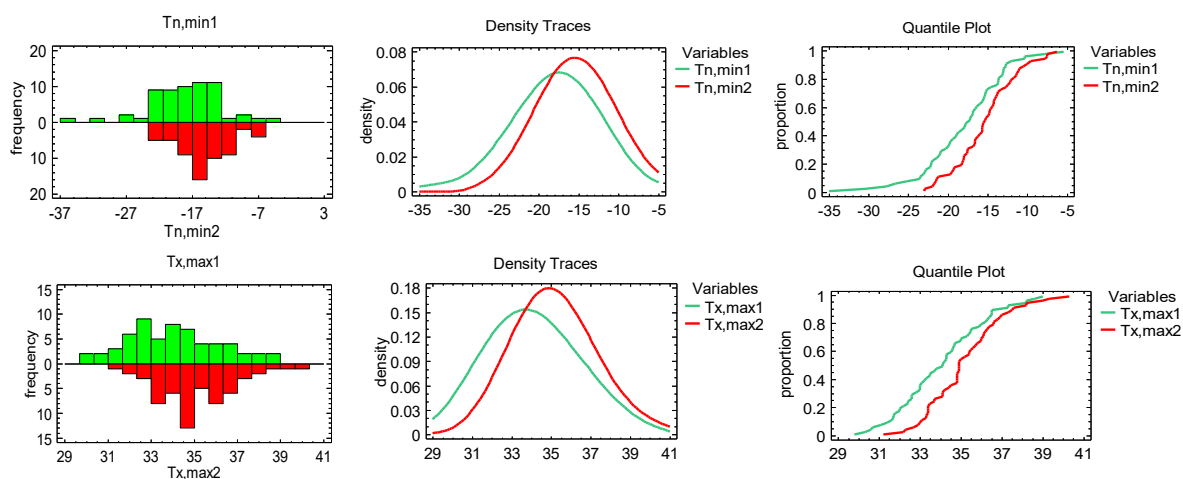 Tn,min1
frequency
20
10
0
10
20
-37 -27 -17 -7 3
Tn,min2
Density Traces
density
0.08
0.06
0.04
0.02
0
-35 -30 -25 -20 -15 -10 -5
Variables
Tn,min1
Tn,min2
Quantile Plot
proportion
1
0.8
0.6
0.4
0.2
0
-35 -30 -25 -20 -15 -10 -5
Variables
Tn,min1
Tn,min2
Tx,max1
frequency
15
10
5
0
5
10
15
29 31 33 35 37 39 41
Tx,max2
Density Traces
density
0.18
0.15
0.12
0.09
0.06
0.03
0
29 31 33 35 37 39 41
Variables
Tx,max1
Tx,max2
Quantile Plot
proportion
1
0.8
0.6
0.4
0.2
0
29 31 33 35 37 39 41
Variables
Tx,max1
Tx,max2